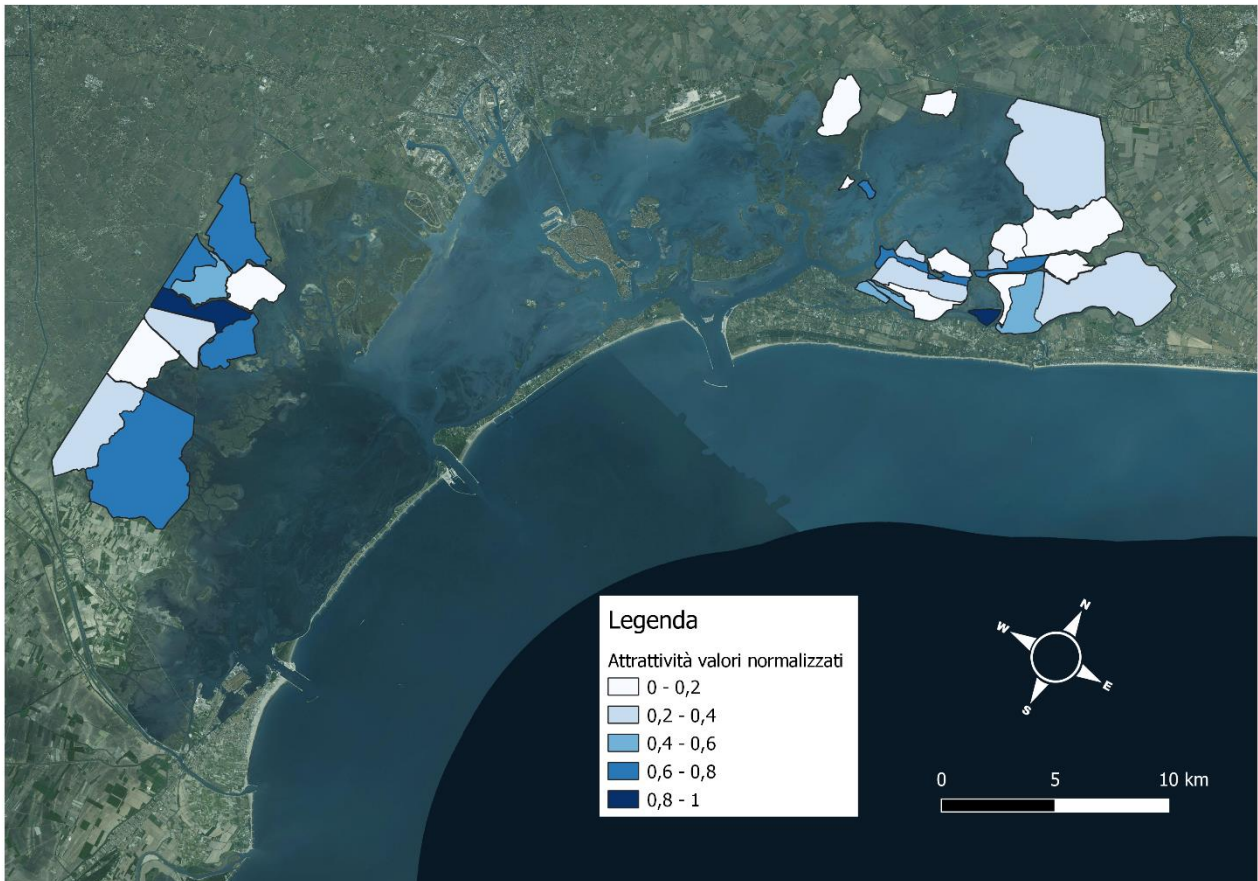 Legenda
Attrattività valori normalizzati
0 - 0,2
0,2 - 0,4
0,4 - 0,6
0,6 - 0,8
0,8 - 1
N
W
E
S
0 5 10 km